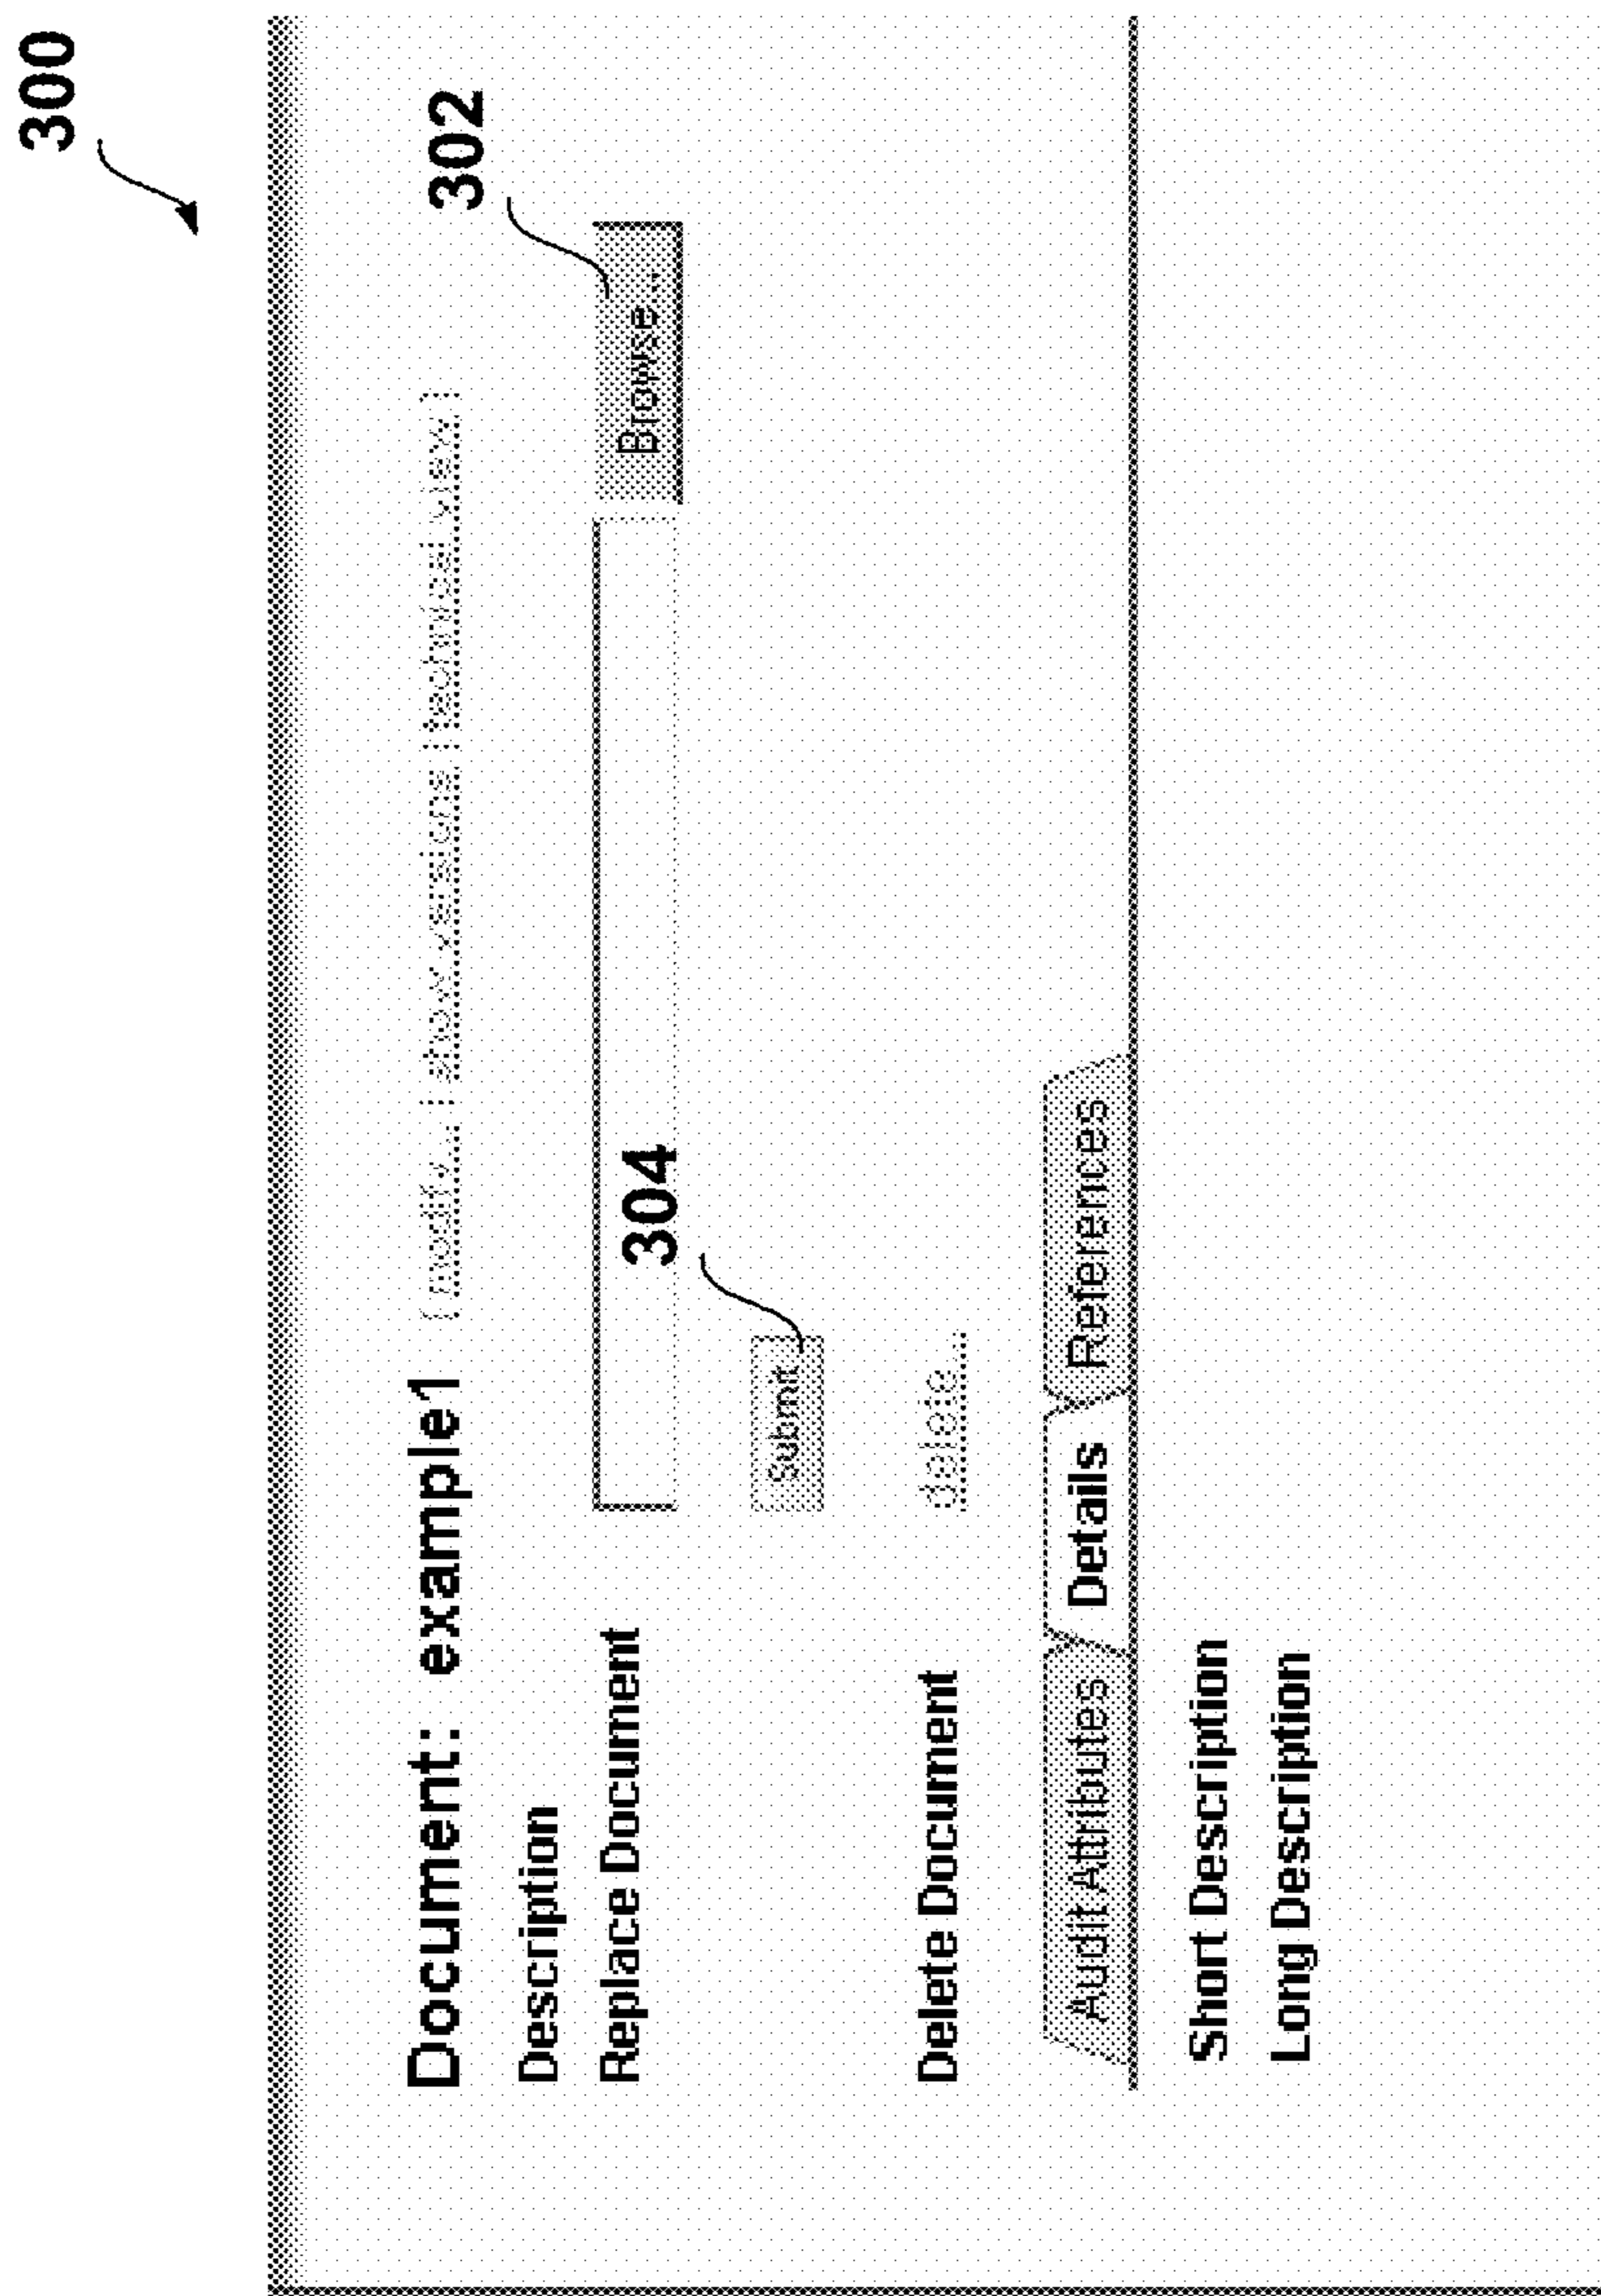 300
Document: example1 [ modify... | show versions | technical view ]
302
Description
Replace Document Browse...
304
Submit
Delete Document delete...
Audit Attributes Details References
Short Description
Long Description